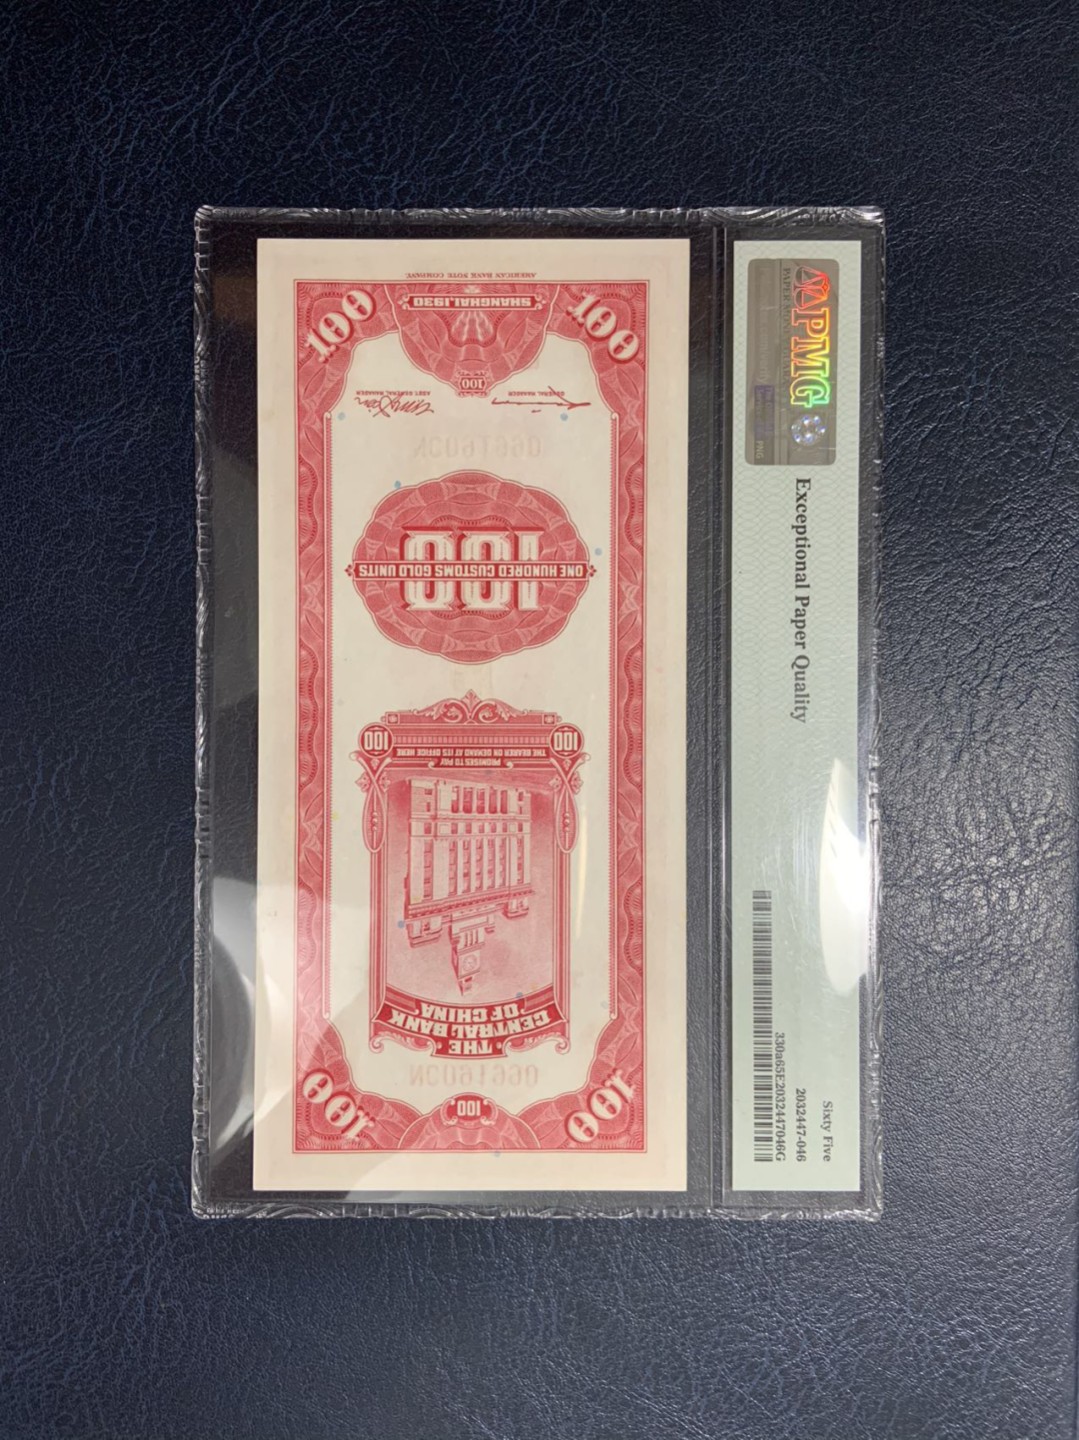 THE
CENTRAL BANK
OF CHINA
100
100
100
100
PROMISES TO PAY
THE BEARER ON DEMAND AT ITS OFFICE HERE
100
100
100
ONE HUNDRED CUSTOMS GOLD UNITS
GENERAL MANAGER
ASST. GENERAL MANAGER
100
SHANGHAI, 1930
100
100
AMERICAN BANK NOTE COMPANY.
PMG
Exceptional Paper Quality
Sixty Five
2032447-046
330a65E2032447046G